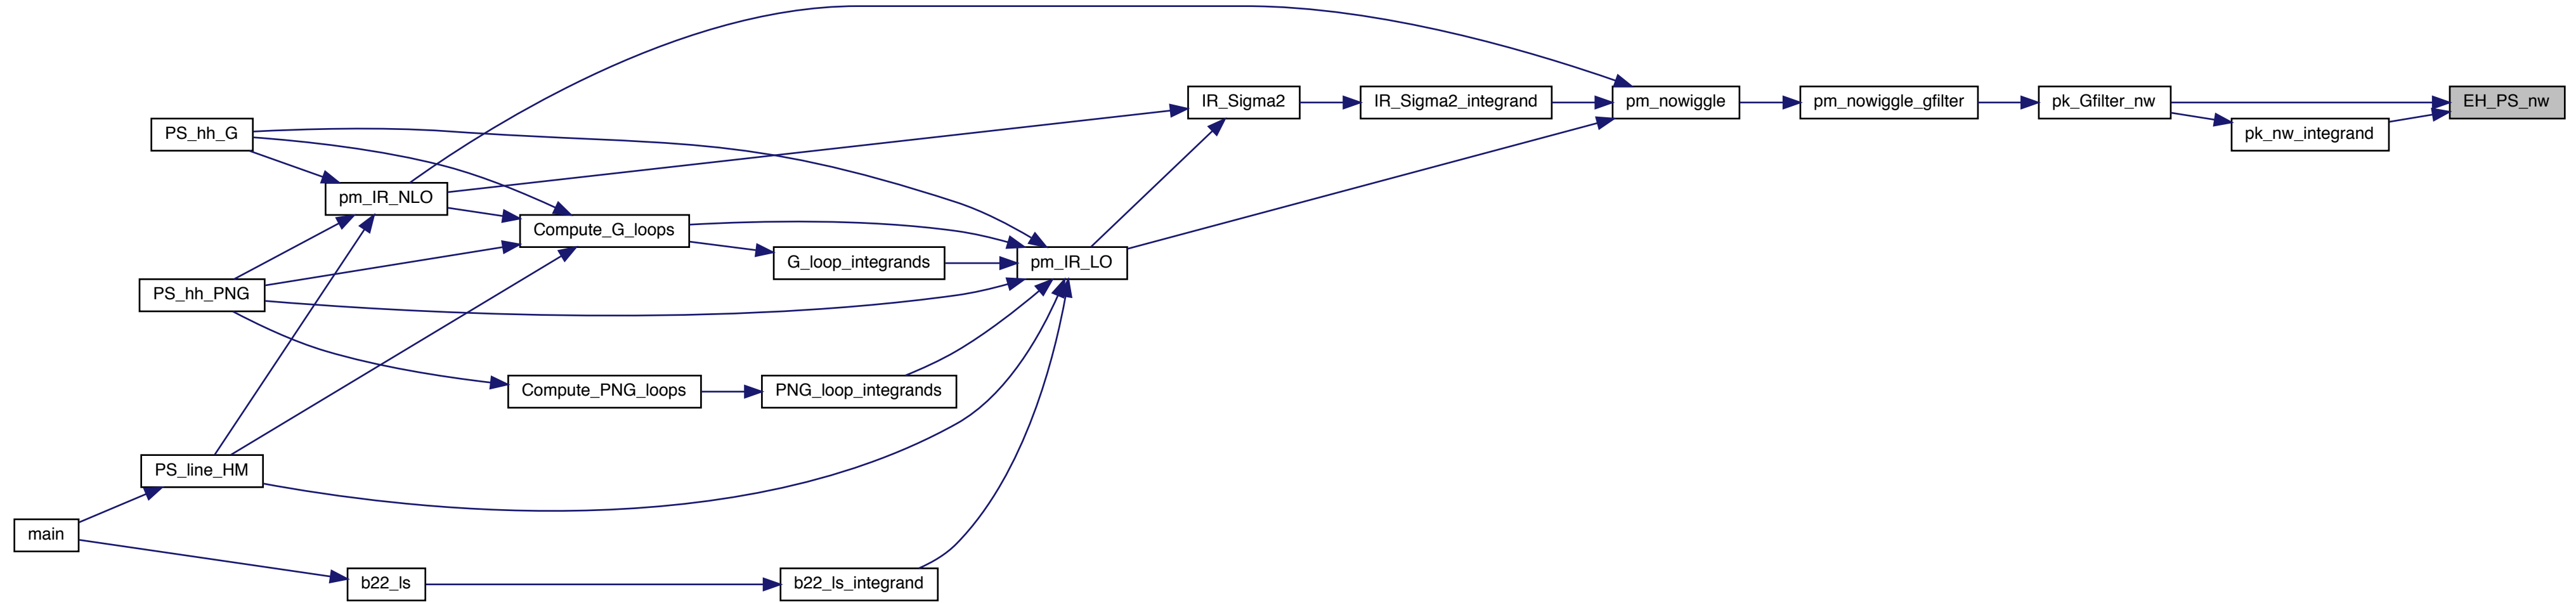 IR_Sigma2
IR_Sigma2_integrand
pm_nowiggle
pm_nowiggle_gfilter
pk_Gfilter_nw
EH_PS_nw
PS_hh_G
pk_nw_integrand
pm_IR_NLO
Compute_G_loops
G_loop_integrands
pm_IR_LO
PS_hh_PNG
Compute_PNG_loops
PNG_loop_integrands
PS_line_HM
main
b22_ls
b22_ls_integrand